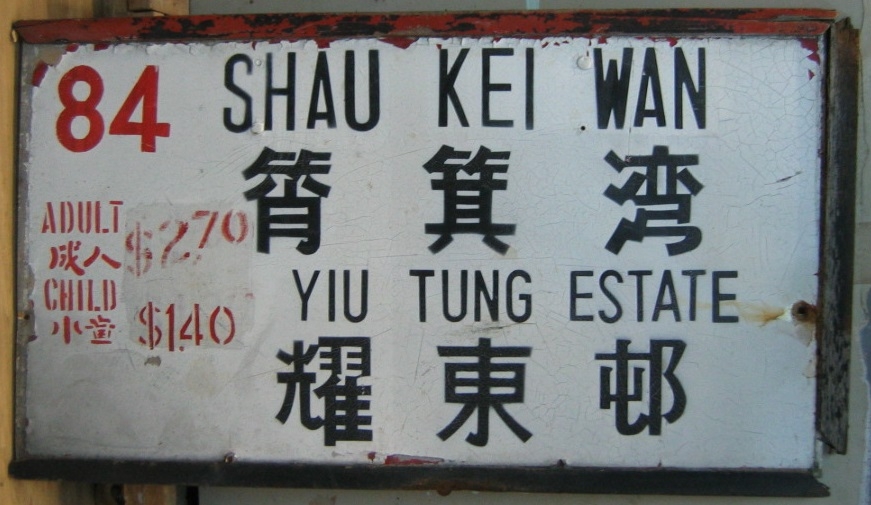 84
SHAU KEI WAN
筲箕湾
ADULT $2.70
成人
CHILD $1.40
小啬
YIU TUNG ESTATE
耀東邨